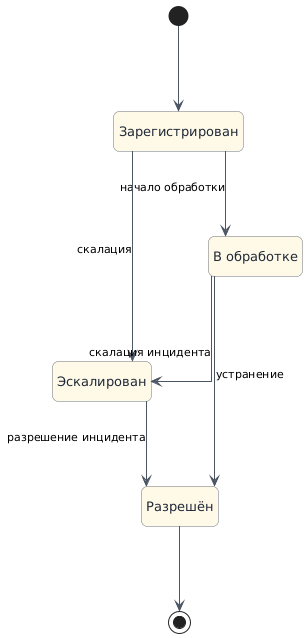 Зарегистрирован
начало обработки
скалация
В обработке
скалация инцидента
Эскалирован
устранение
разрешение инцидента
Разрешён